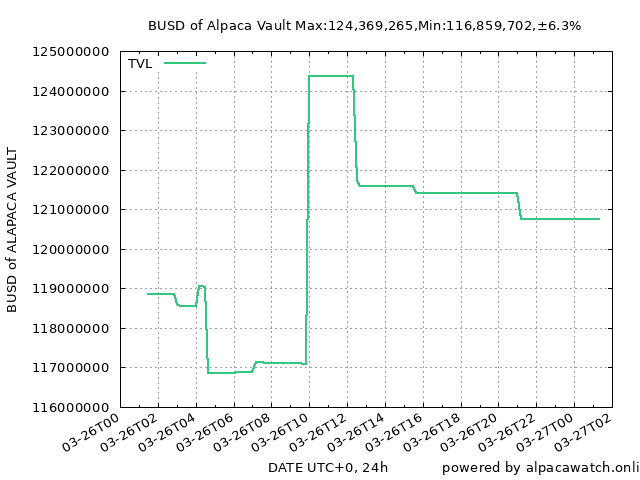 BUSD of Alpaca Vault Max:124,369,265,Min:116,859,702,±6.3%
TVL
125000000
124000000
123000000
122000000
121000000
120000000
119000000
118000000
117000000
116000000
BUSD of ALAPACA VAULT
03-26T00
03-26T02
03-26T04
03-26T06
03-26T08
03-26T10
03-26T12
03-26T14
03-26T16
03-26T18
03-26T20
03-26T22
03-27T00
03-27T02
DATE UTC+0, 24h
powered by alpacawatch.onli